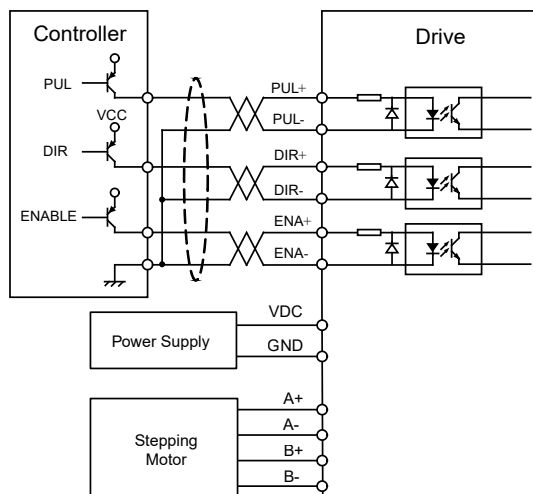 Controller
Drive
PUL
PUL+
VCC
PUL-
DIR
DIR+
DIR-
ENABLE
ENA+
ENA-
VDC
Power Supply
GND
A+
A-
Stepping
Motor
B+
B-